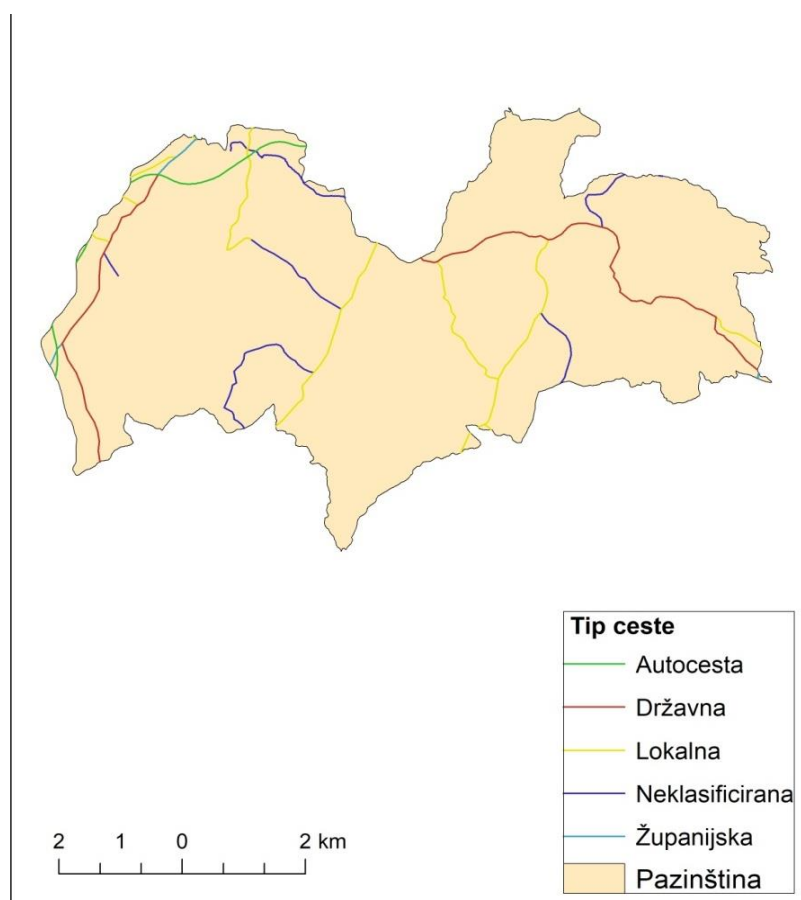 Tip ceste
Autocesta
Državna
Lokalna
Neklasificirana
Županijska
Pazinština
2 1 0 2 km